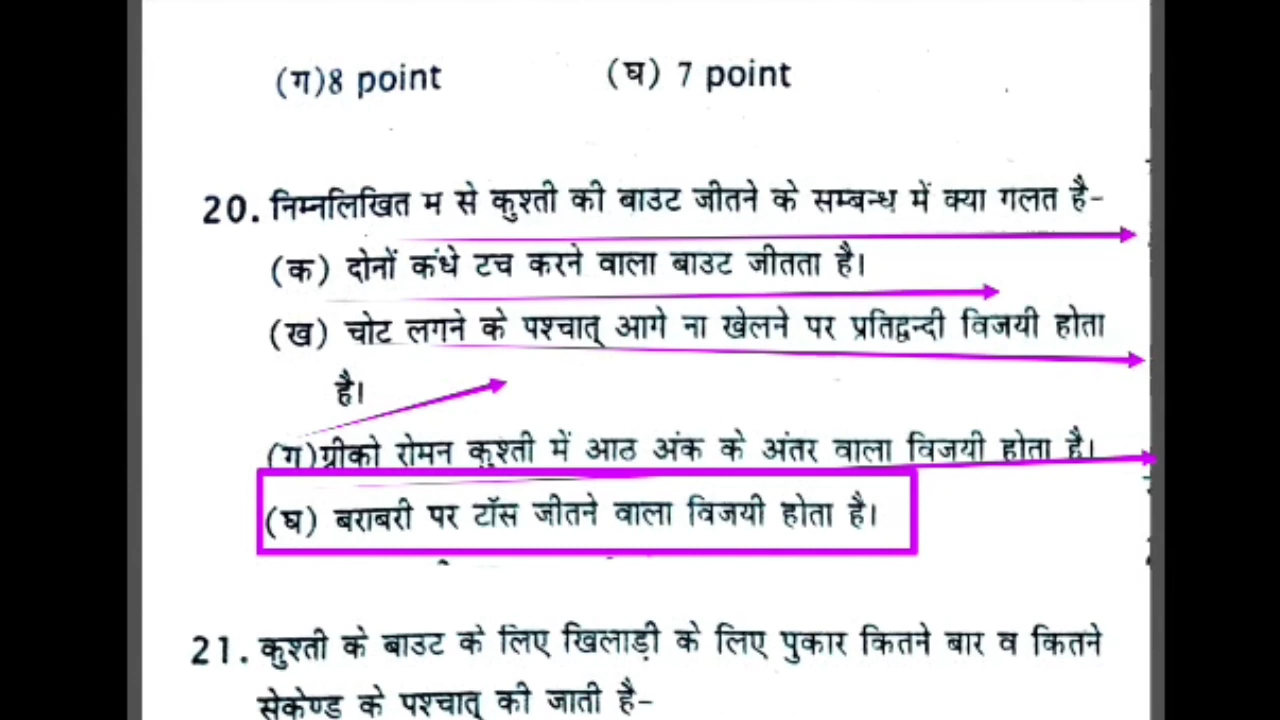 (ग)8 point (घ) 7 point
20. निम्नलिखित म से कुश्ती की बाउट जीतने के सम्बन्ध में क्या गलत है-
(क) दोनों कंधे टच करने वाला बाउट जीतता है।
(ख) चोट लगने के पश्चात् आगे ना खेलने पर प्रतिद्वन्दी विजयी होता
है।
(ग)ग्रीको रोमन कुश्ती में आठ अंक के अंतर वाला विजयी होता है।
(घ) बराबरी पर टॉस जीतने वाला विजयी होता है।
21. कुश्ती के बाउट के लिए खिलाड़ी के लिए पुकार कितने बार व कितने
सेकेण्ड के पश्चात् की जाती है-